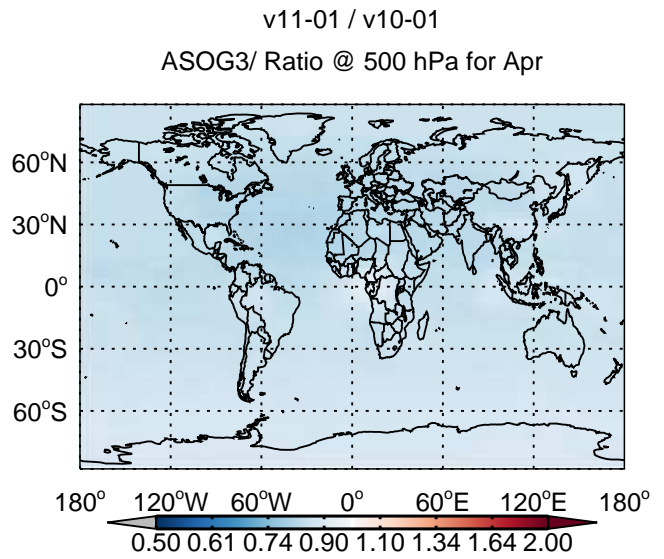 v11-01 / v10-01
ASOG3/ Ratio @ 500 hPa for Apr
60°N
30°N
0°
30°S
60°S
180° 120°W 60°W 0° 60°E 120°E 180°
0.50 0.61 0.74 0.90 1.10 1.34 1.64 2.00